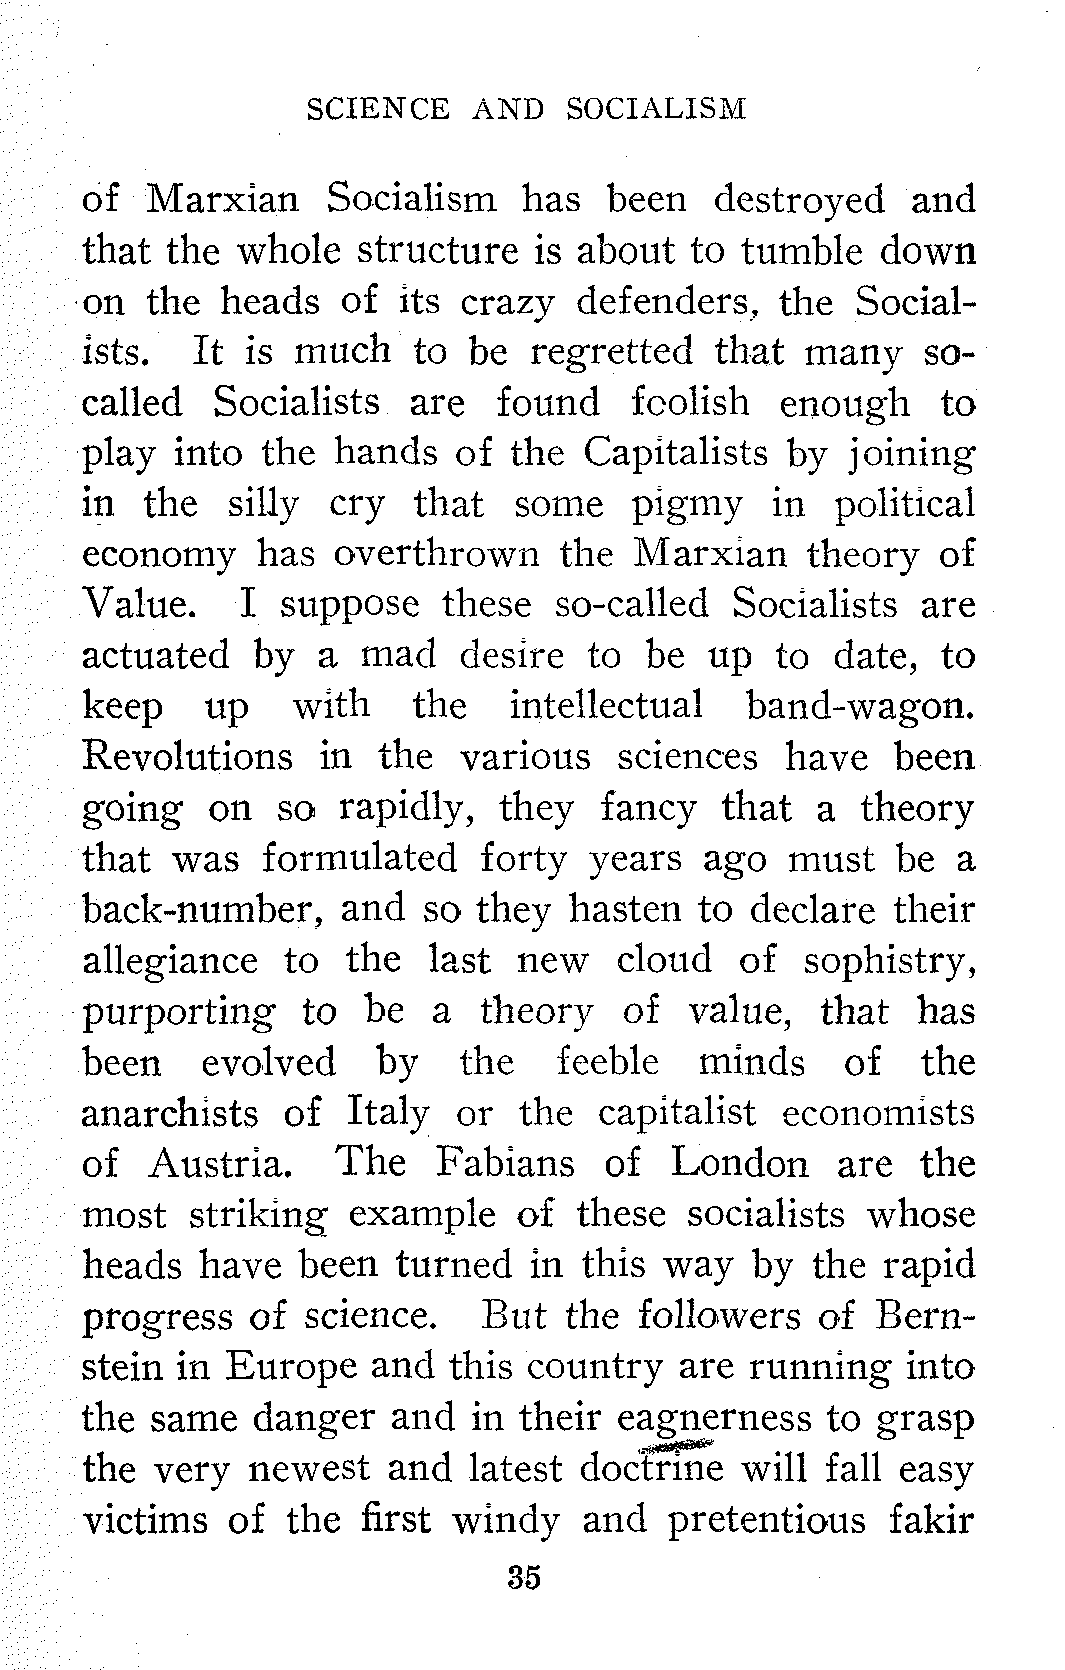 SCIENCE AND SOCIALISM
of Marxian Socialism has been destroyed and
that the whole structure is about to tumble down
on the heads of its crazy defenders, the Social-
ists. It is much to be regretted that many so-
called Socialists are found foolish enough to
play into the hands of the Capitalists by joining
in the silly cry that some pigmy in political
economy has overthrown the Marxian theory of
Value. I suppose these so-called Socialists are
actuated by a mad desire to be up to date, to
keep up with the intellectual band-wagon.
Revolutions in the various sciences have been
going on so rapidly, they fancy that a theory
that was formulated forty years ago must be a
back-number, and so they hasten to declare their
allegiance to the last new cloud of sophistry,
purporting to be a theory of value, that has
been evolved by the feeble minds of the
anarchists of Italy or the capitalist economists
of Austria. The Fabians of London are the
most striking example of these socialists whose
heads have been turned in this way by the rapid
progress of science. But the followers of Bern-
stein in Europe and this country are running into
the same danger and in their eagnerness to grasp
the very newest and latest doctrine will fall easy
victims of the first windy and pretentious fakir
35